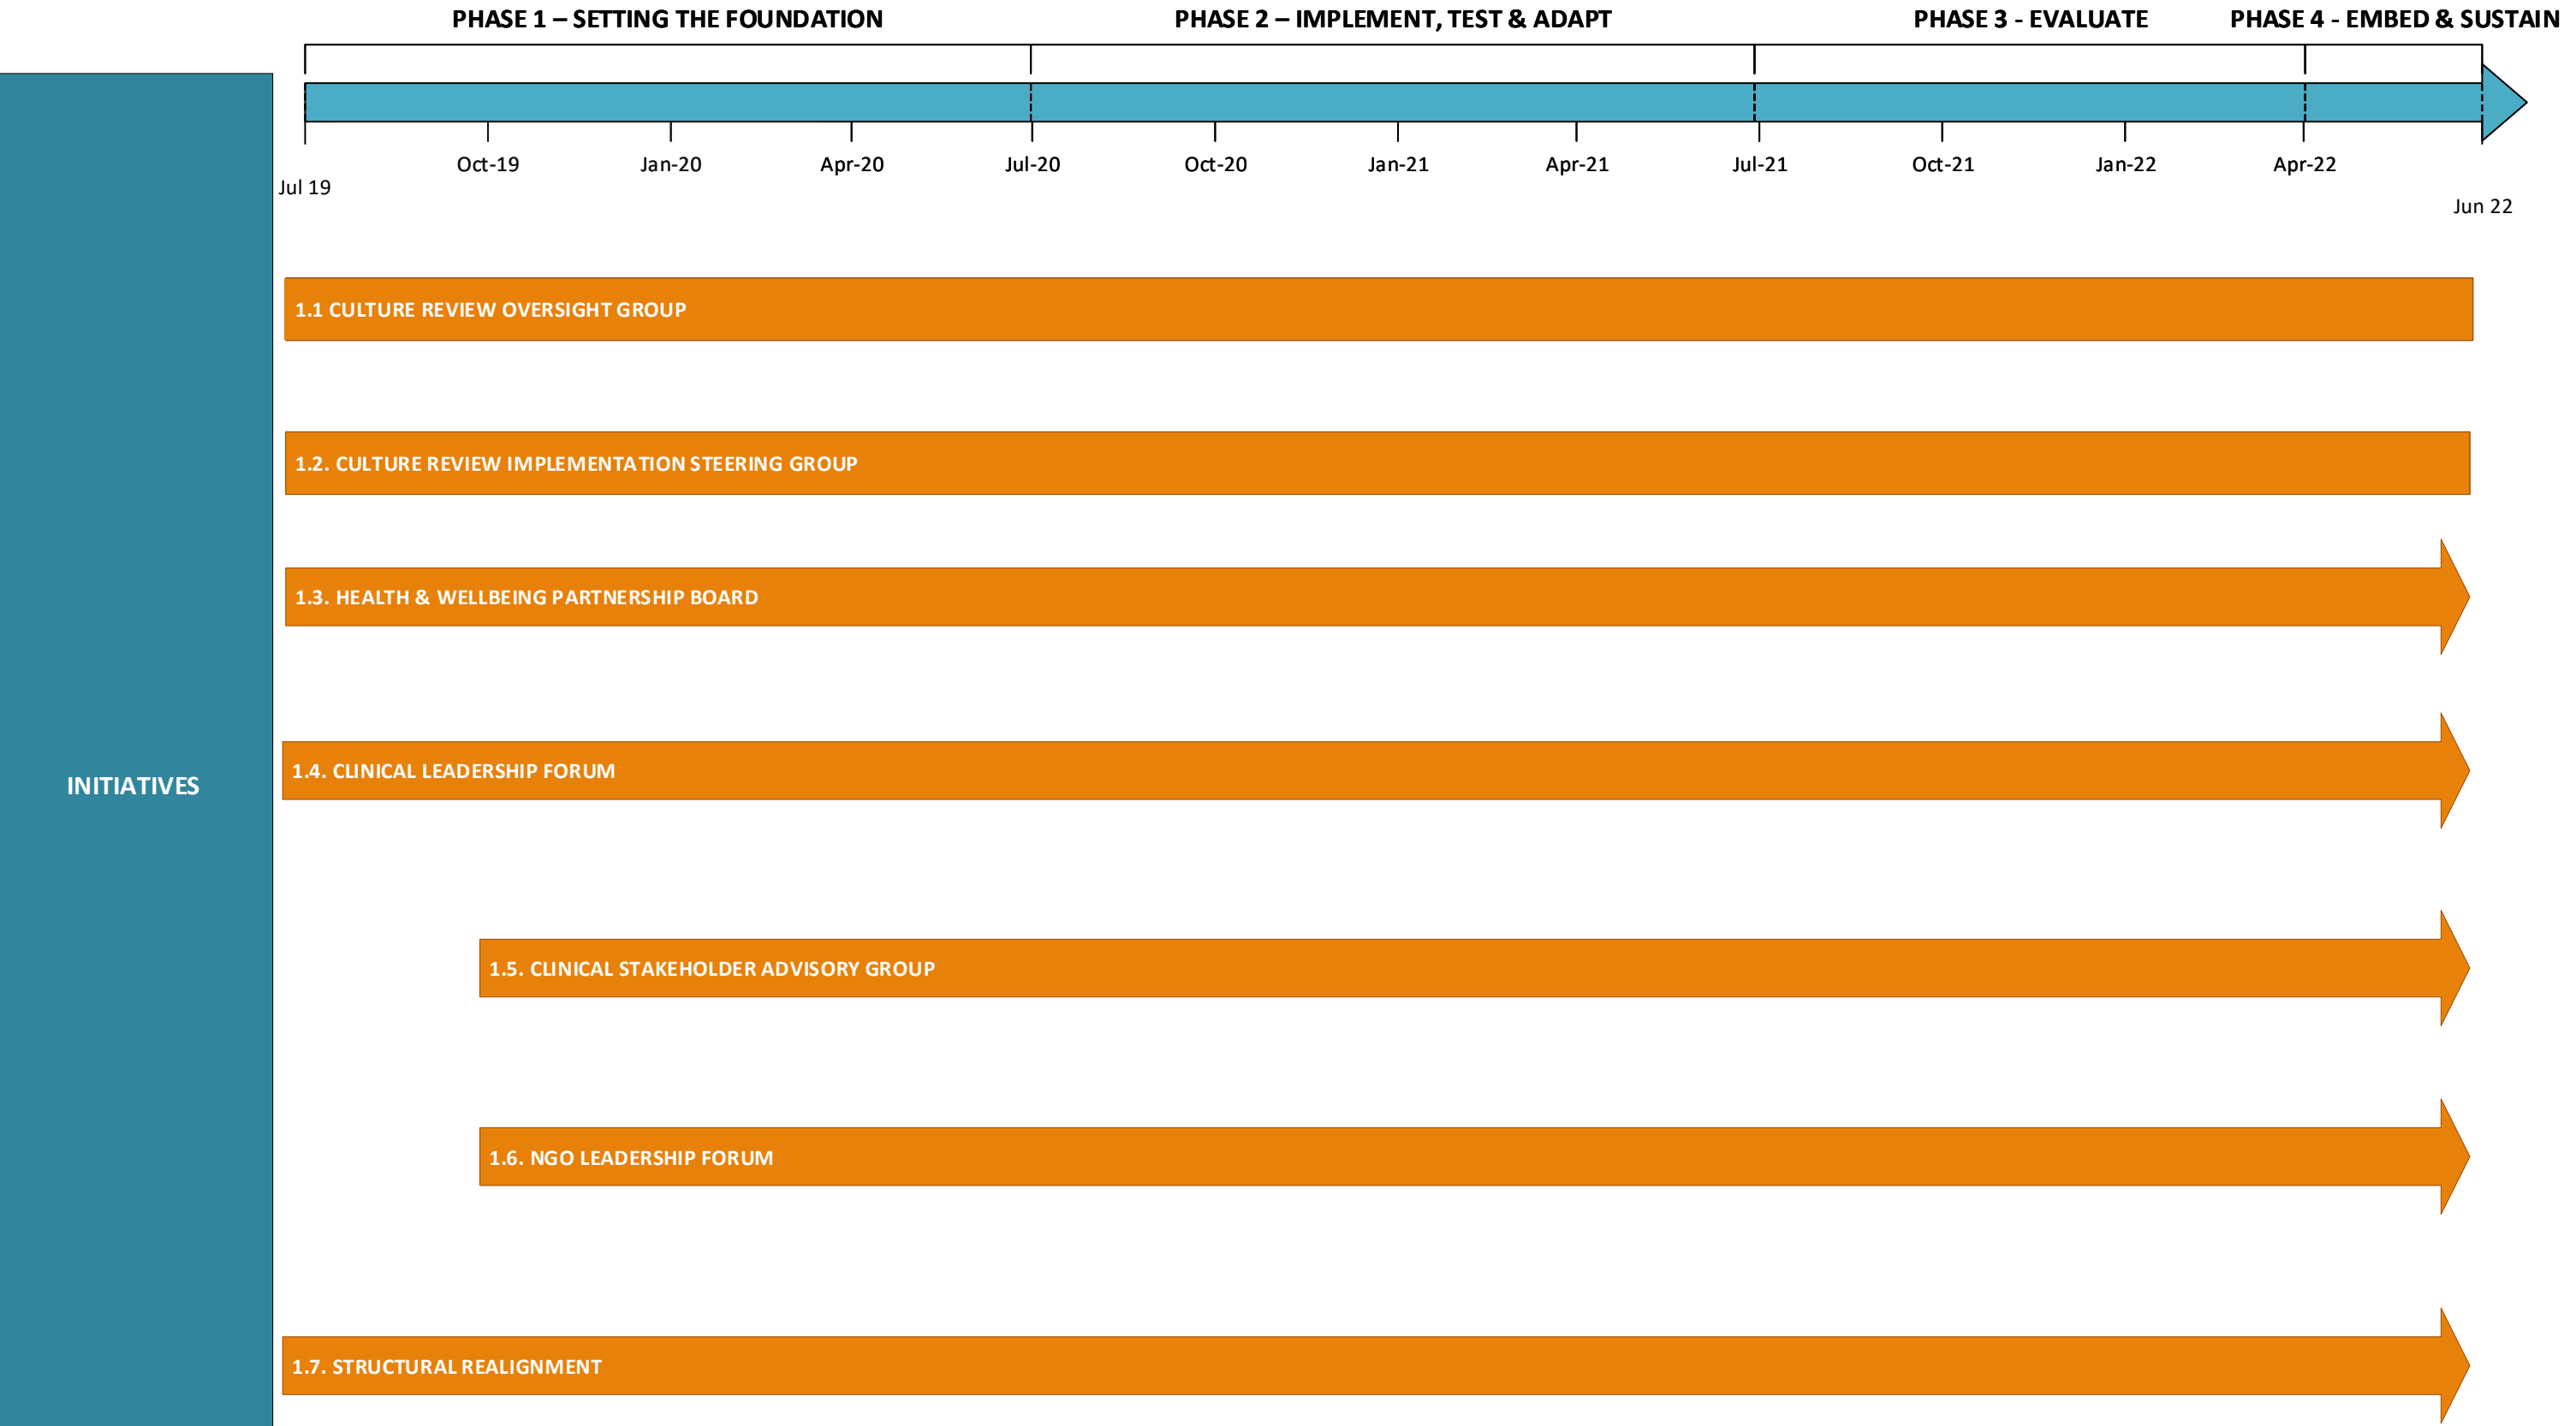 PHASE 1 – SETTING THE FOUNDATION
PHASE 2 – IMPLEMENT, TEST & ADAPT
PHASE 3 - EVALUATE
PHASE 4 - EMBED & SUSTAIN
Jul 19
Oct-19
Jan-20
Apr-20
Jul-20
Oct-20
Jan-21
Apr-21
Jul-21
Oct-21
Jan-22
Apr-22
Jun 22
INITIATIVES
1.1 CULTURE REVIEW OVERSIGHT GROUP
1.2. CULTURE REVIEW IMPLEMENTATION STEERING GROUP
1.3. HEALTH & WELLBEING PARTNERSHIP BOARD
1.4. CLINICAL LEADERSHIP FORUM
1.5. CLINICAL STAKEHOLDER ADVISORY GROUP
1.6. NGO LEADERSHIP FORUM
1.7. STRUCTURAL REALIGNMENT